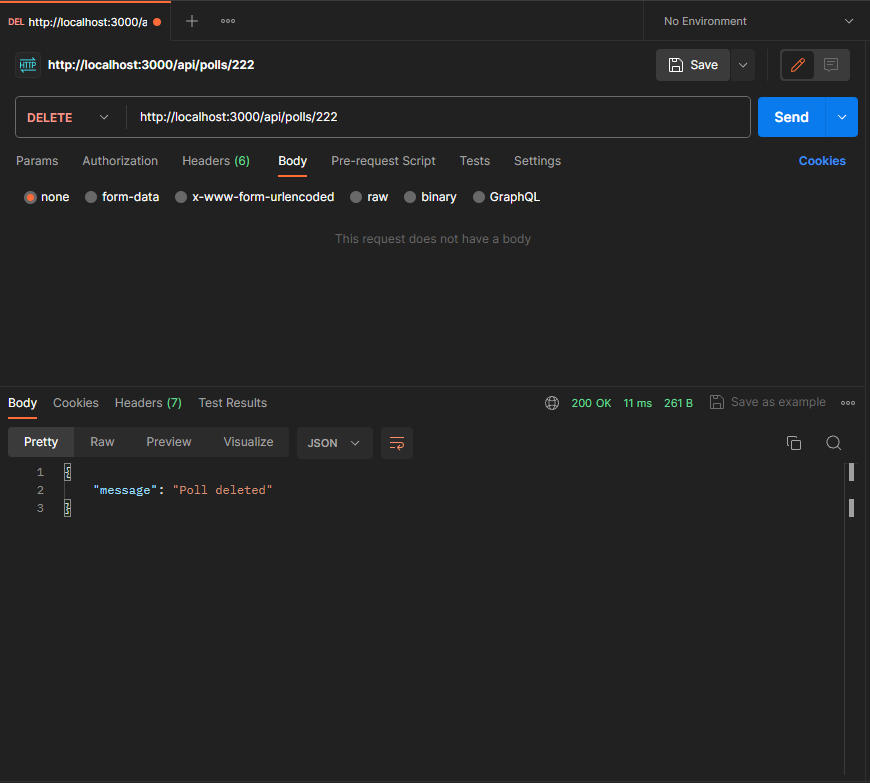 DEL http://localhost:3000/a
No Environment
HTTP http://localhost:3000/api/polls/222
Save
DELETE http://localhost:3000/api/polls/222
Send
Params Authorization Headers (6) Body Pre-request Script Tests Settings Cookies
none form-data x-www-form-urlencoded raw binary GraphQL
This request does not have a body
Body Cookies Headers (7) Test Results 200 OK 11 ms 261 B Save as example
Pretty Raw Preview Visualize JSON
1 {
2 "message": "Poll deleted"
3 }